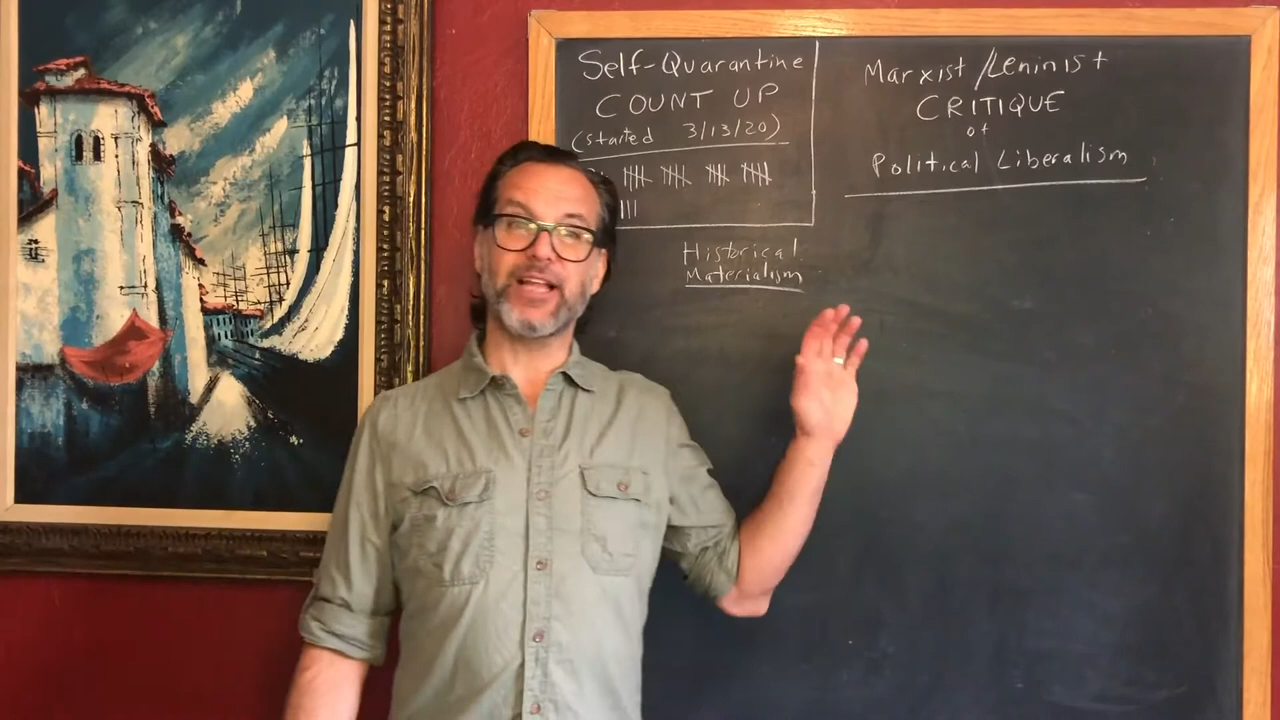 Self-Quarantine
COUNT UP
(started 3/13/20)
Historical
Materialism
Marxist/Leninist
CRITIQUE
of
Political Liberalism